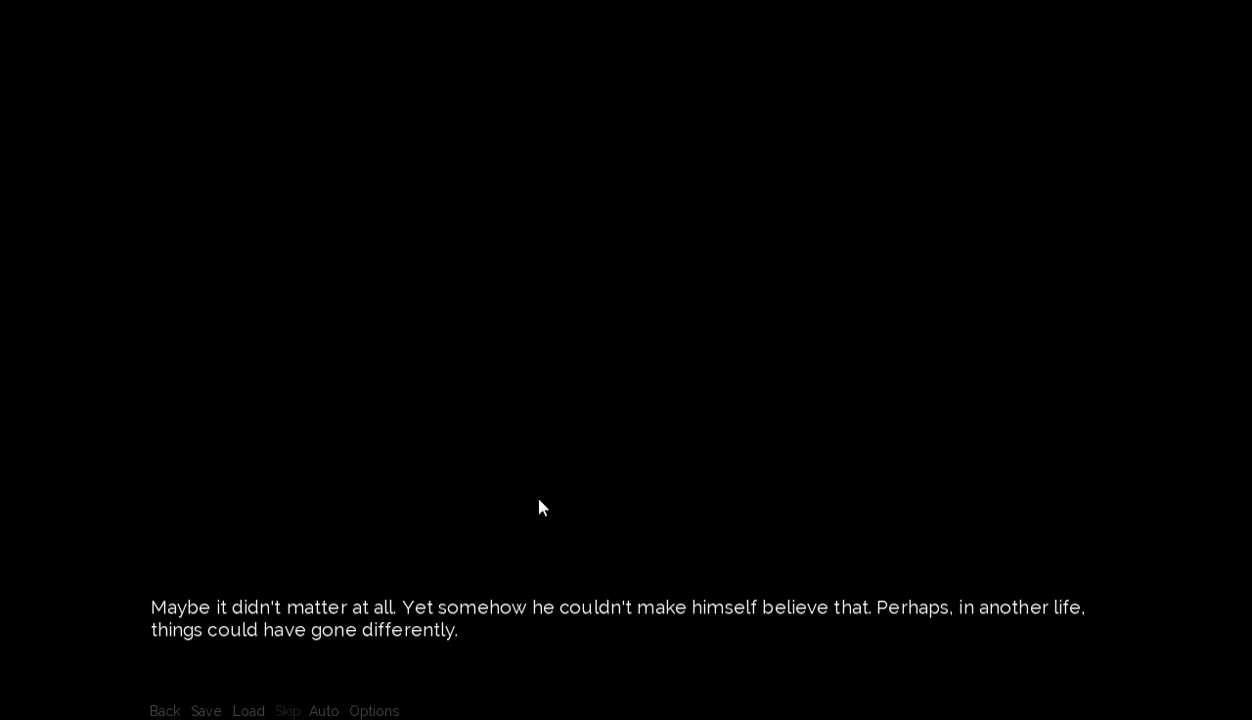 Maybe it didn't matter at all. Yet somehow he couldn't make himself believe that. Perhaps, in another life,
things could have gone differently.
Back Save Load Skip Auto Options